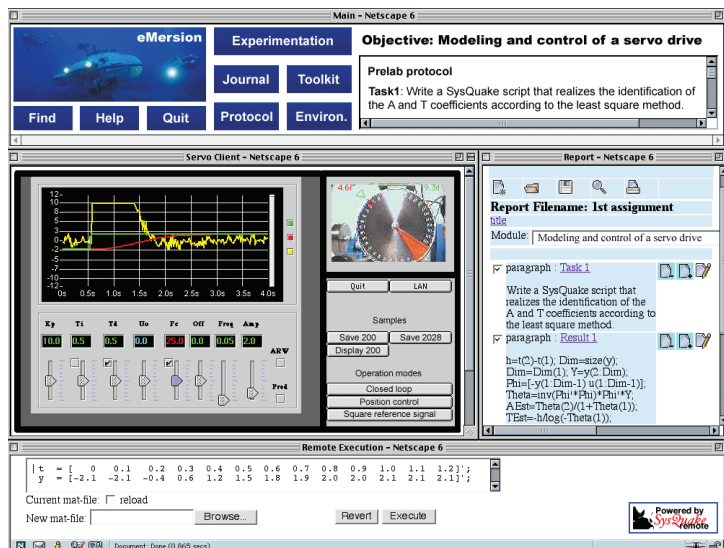 Main – Netscape 6
eMersion
Find Help Quit
Experimentation
Journal Toolkit
Protocol Environ.
Objective: Modeling and control of a servo drive
Prelab protocol
Task1: Write a SysQuake script that realizes the identification of
the A and T coefficients according to the least square method.
Servo Client – Netscape 6
12-
10
8
5
2
-0
-2
-5
-7
-10
-12
0s 0.5s 1.0s 1.5s 2.0s 2.5s 3.0s 3.5s 4.0s
Kp Ti Td Uo Fc Off Freq Amp
10.0 0.5 0.5 0.0 25.0 0.0 0.05 2.0
ARW
Pred
Quit LAN
Samples
Save 200 Save 2028
Display 200
Operation modes
Closed loop
Position control
Square reference signal
Report – Netscape 6
Report Filename: 1st assignment
title
Module: Modeling and control of a servo drive
paragraph : Task 1
Write a SysQuake script that
realizes the identification of the
A and T coefficients according to
the least square method.
paragraph : Result 1
h=t(2)-t(1); Dim=size(y);
Dim=Dim(1); Y=y(2:Dim);
Phi=[-y(1:Dim-1) u(1:Dim-1)];
Theta=inv(Phi'*Phi)*Phi'*Y;
AEst=Theta(2)/(1+Theta(1));
TEst=-h/log(-Theta(1));
Remote Execution – Netscape 6
t = [ 0 0.1 0.2 0.3 0.4 0.5 0.6 0.7 0.8 0.9 1.0 1.1 1.2]';
y = [-2.1 -2.1 -0.4 0.6 1.2 1.5 1.8 1.9 2.0 2.0 2.1 2.1 2.1]';
Current mat-file: reload
New mat-file: Browse... Revert Execute
Powered by
SysQuake
remote
Document: Done (0.865 secs)